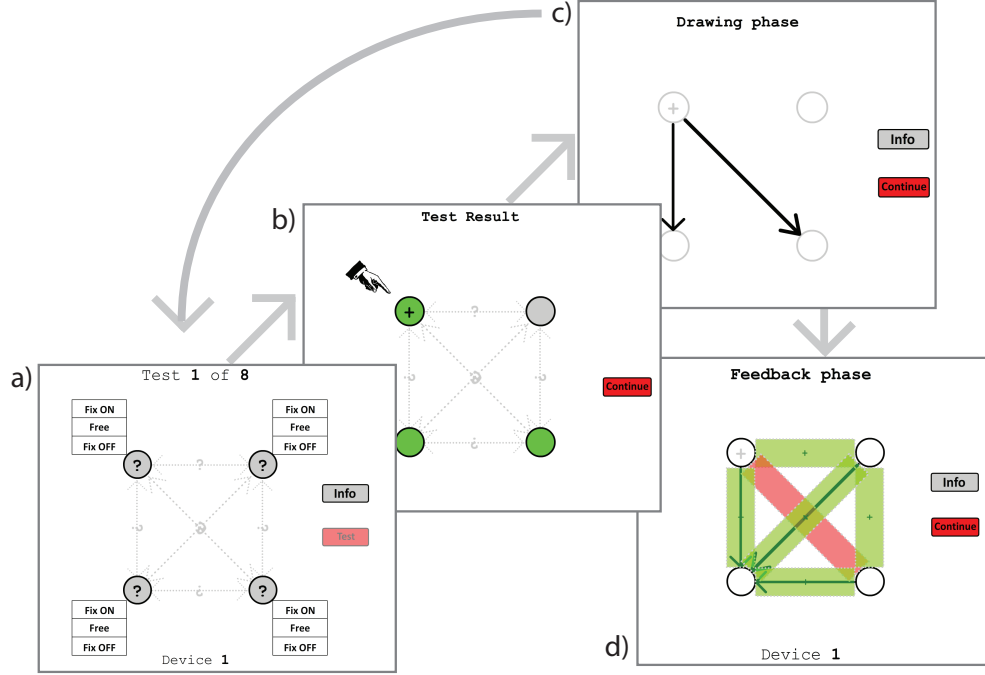 a)
Test 1 of 8
Fix ON
Free
Fix OFF
Fix ON
Free
Fix OFF
?
?
?
?
?
?
?
?
?
Info
Test
Fix ON
Free
Fix OFF
Fix ON
Free
Fix OFF
Device 1
b)
Test Result
+
?
?
?
?
?
Continue
c)
Drawing phase
+
Info
Continue
d)
Feedback phase
+
+
+
+
+
+
Info
Continue
Device 1